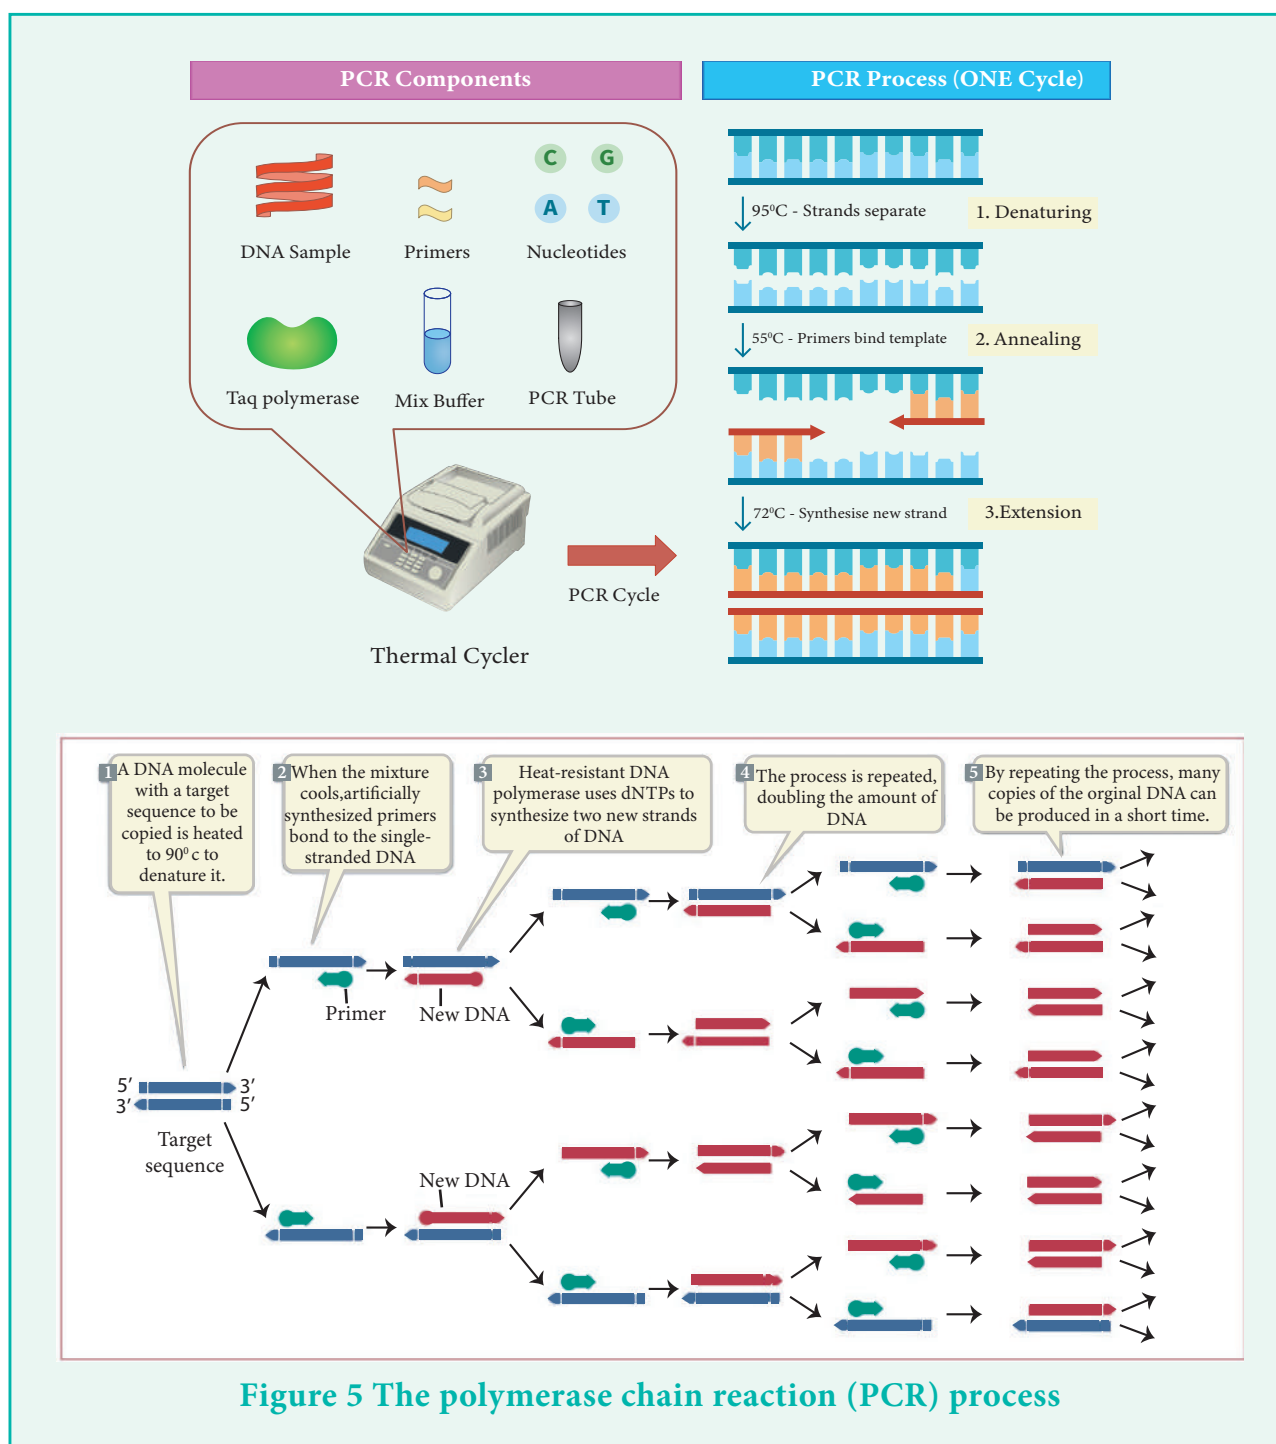 PCR Components
PCR Process (ONE Cycle)
C
G
A
T
DNA Sample
Primers
Nucleotides
Taq polymerase
Mix Buffer
PCR Tube
Thermal Cycler
PCR Cycle
95⁰C - Strands separate
1. Denaturing
55⁰C - Primers bind template
2. Annealing
72⁰C - Synthesise new strand
3.Extension
1
A DNA molecule
with a target
sequence to be
copied is heated
to 90⁰ c to
denature it.
2
When the mixture
cools,artificially
synthesized primers
bond to the single-
stranded DNA
3
Heat-resistant DNA
polymerase uses dNTPs to
synthesize two new strands
of DNA
4
The process is repeated,
doubling the amount of
DNA
5
By repeating the process, many
copies of the orginal DNA can
be produced in a short time.
Primer
New DNA
5′
3′
3′
5′
Target
sequence
New DNA
Figure 5 The polymerase chain reaction (PCR) process